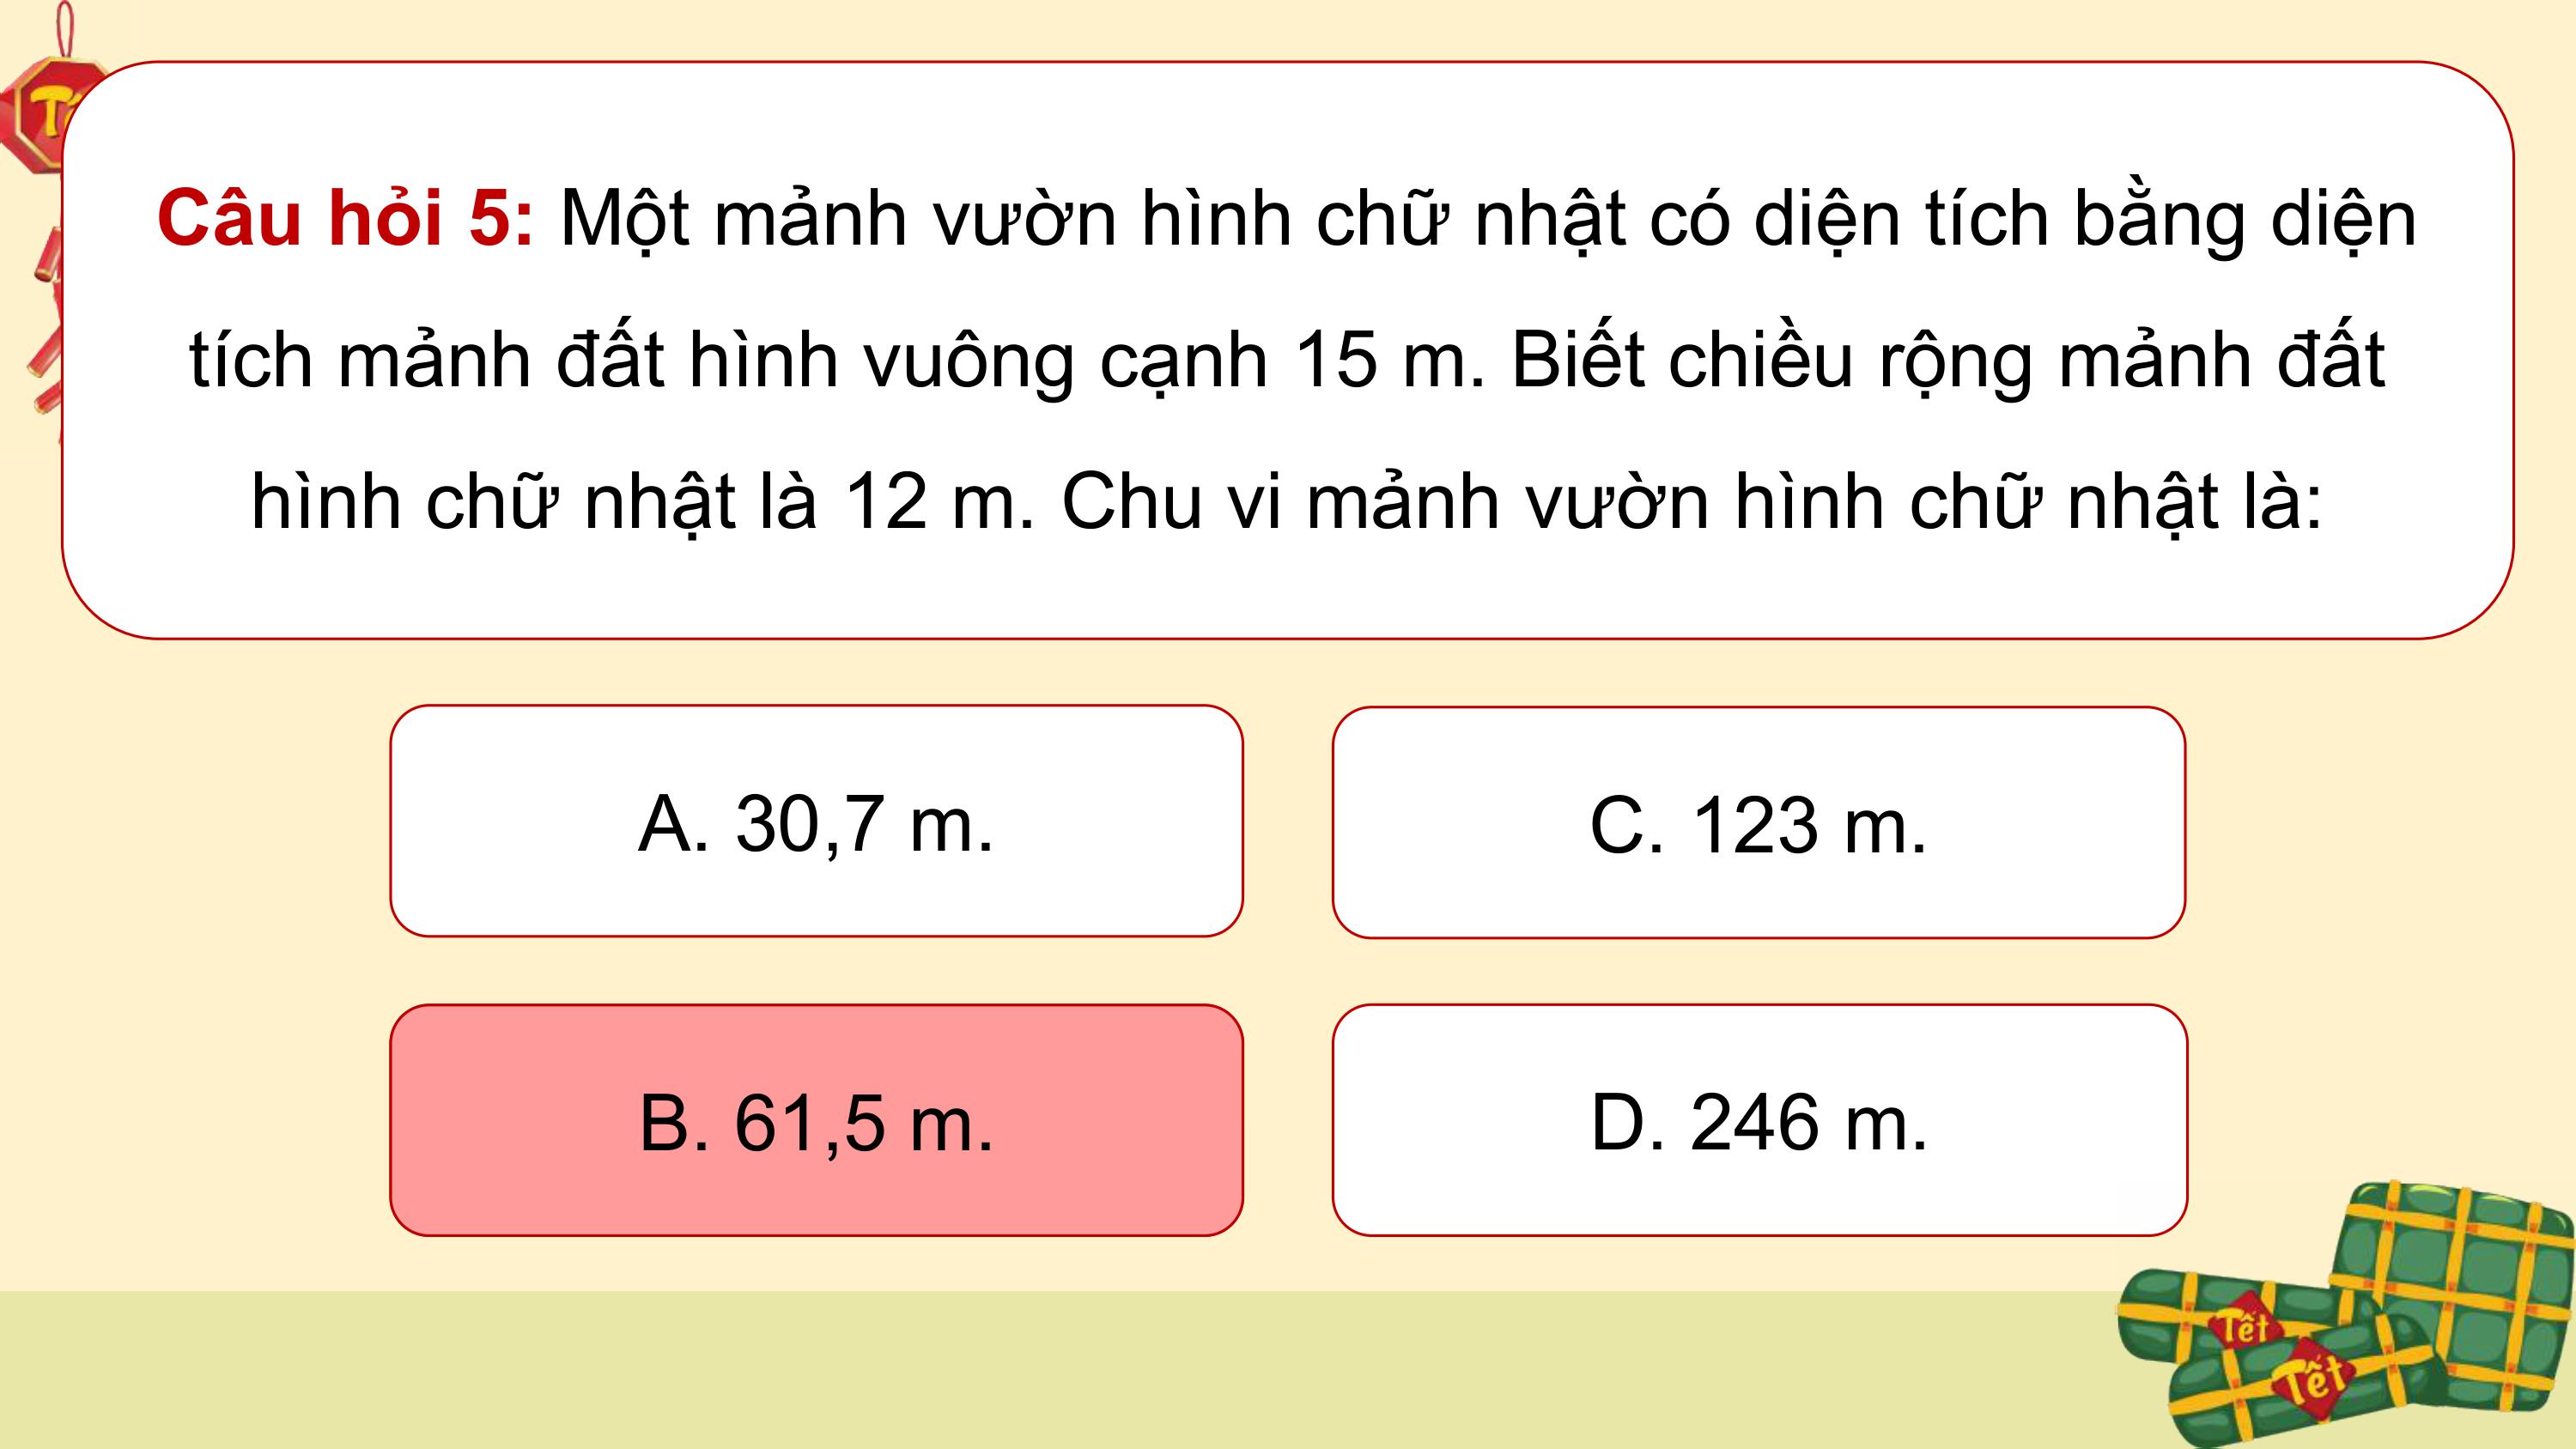 Câu hỏi 5: Một mảnh vườn hình chữ nhật có diện tích bằng diện
tích mảnh đất hình vuông cạnh 15 m. Biết chiều rộng mảnh đất
hình chữ nhật là 12 m. Chu vi mảnh vườn hình chữ nhật là:
A. 30,7 m.
C. 123 m.
B. 61,5 m.
D. 246 m.
Tết
Tết